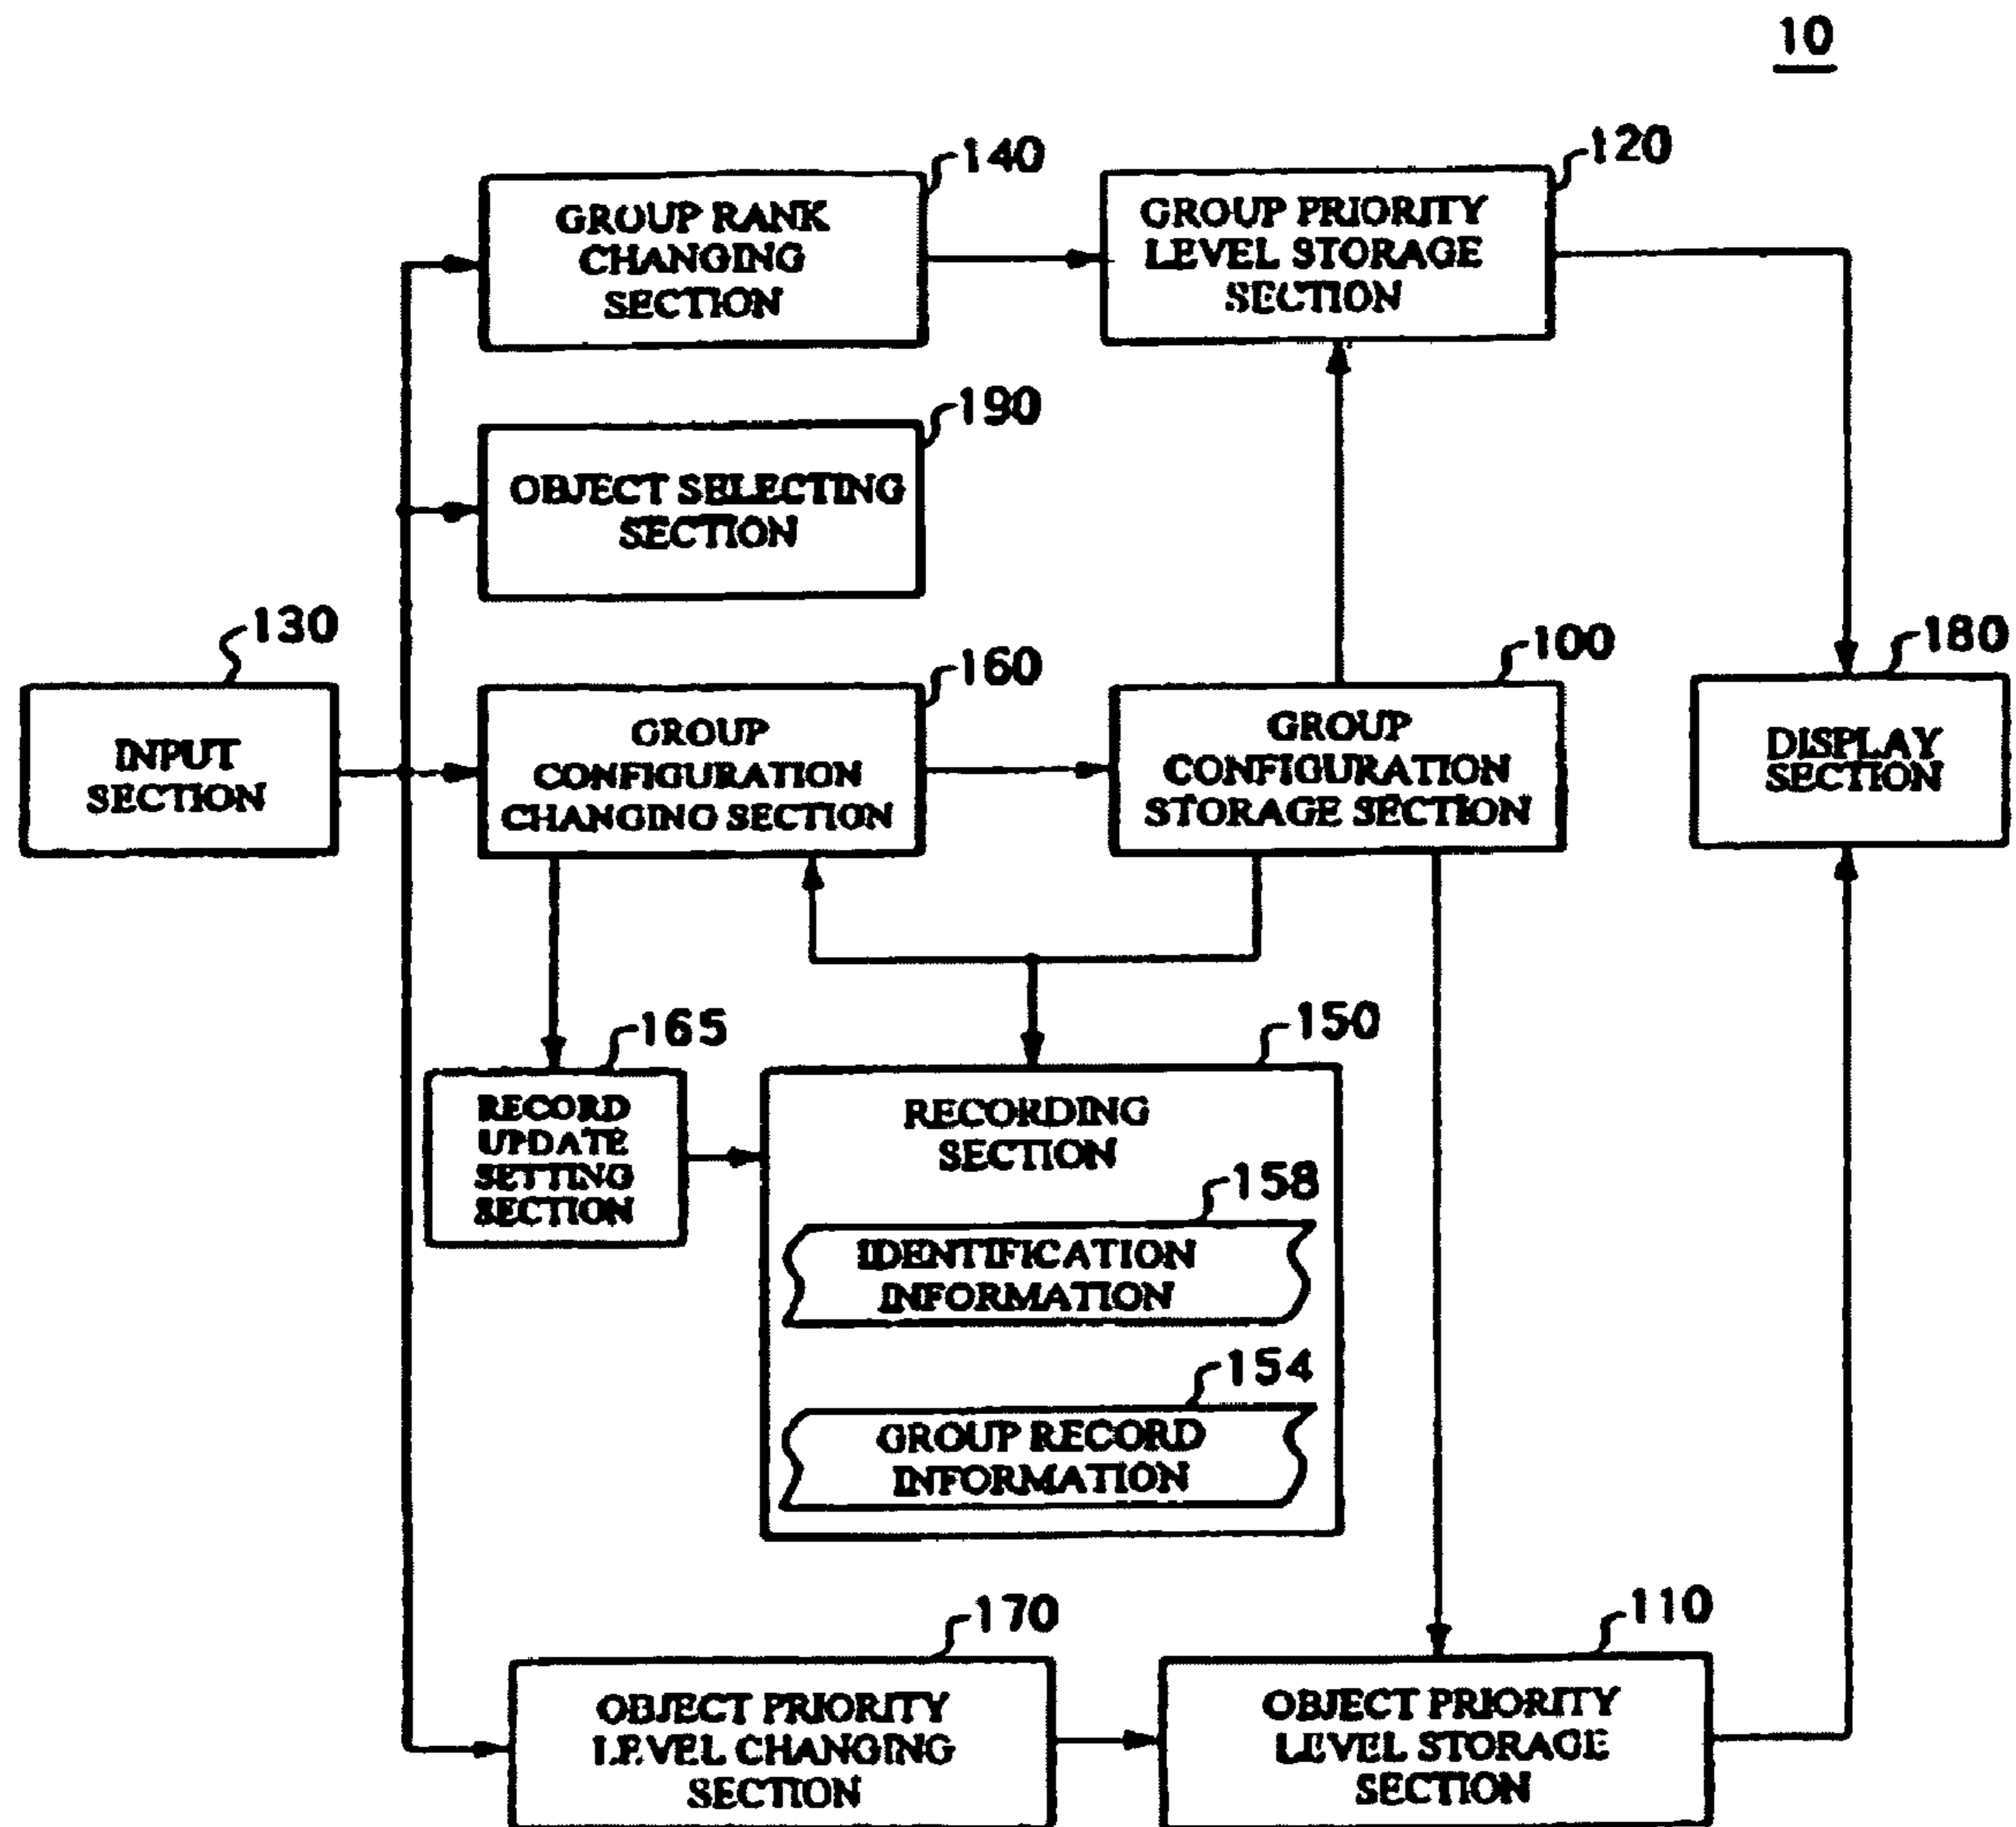 10
140
GROUP RANK
CHANGING
SECTION
120
GROUP PRIORITY
LEVEL STORAGE
SECTION
190
OBJECT SELECTING
SECTION
130
INPUT
SECTION
160
GROUP
CONFIGURATION
CHANGING SECTION
100
GROUP
CONFIGURATION
STORAGE SECTION
180
DISPLAY
SECTION
165
RECORD
UPDATE
SETTING
SECTION
150
RECORDING
SECTION
158
IDENTIFICATION
INFORMATION
154
GROUP RECORD
INFORMATION
170
OBJECT PRIORITY
LEVEL CHANGING
SECTION
110
OBJECT PRIORITY
LEVEL STORAGE
SECTION